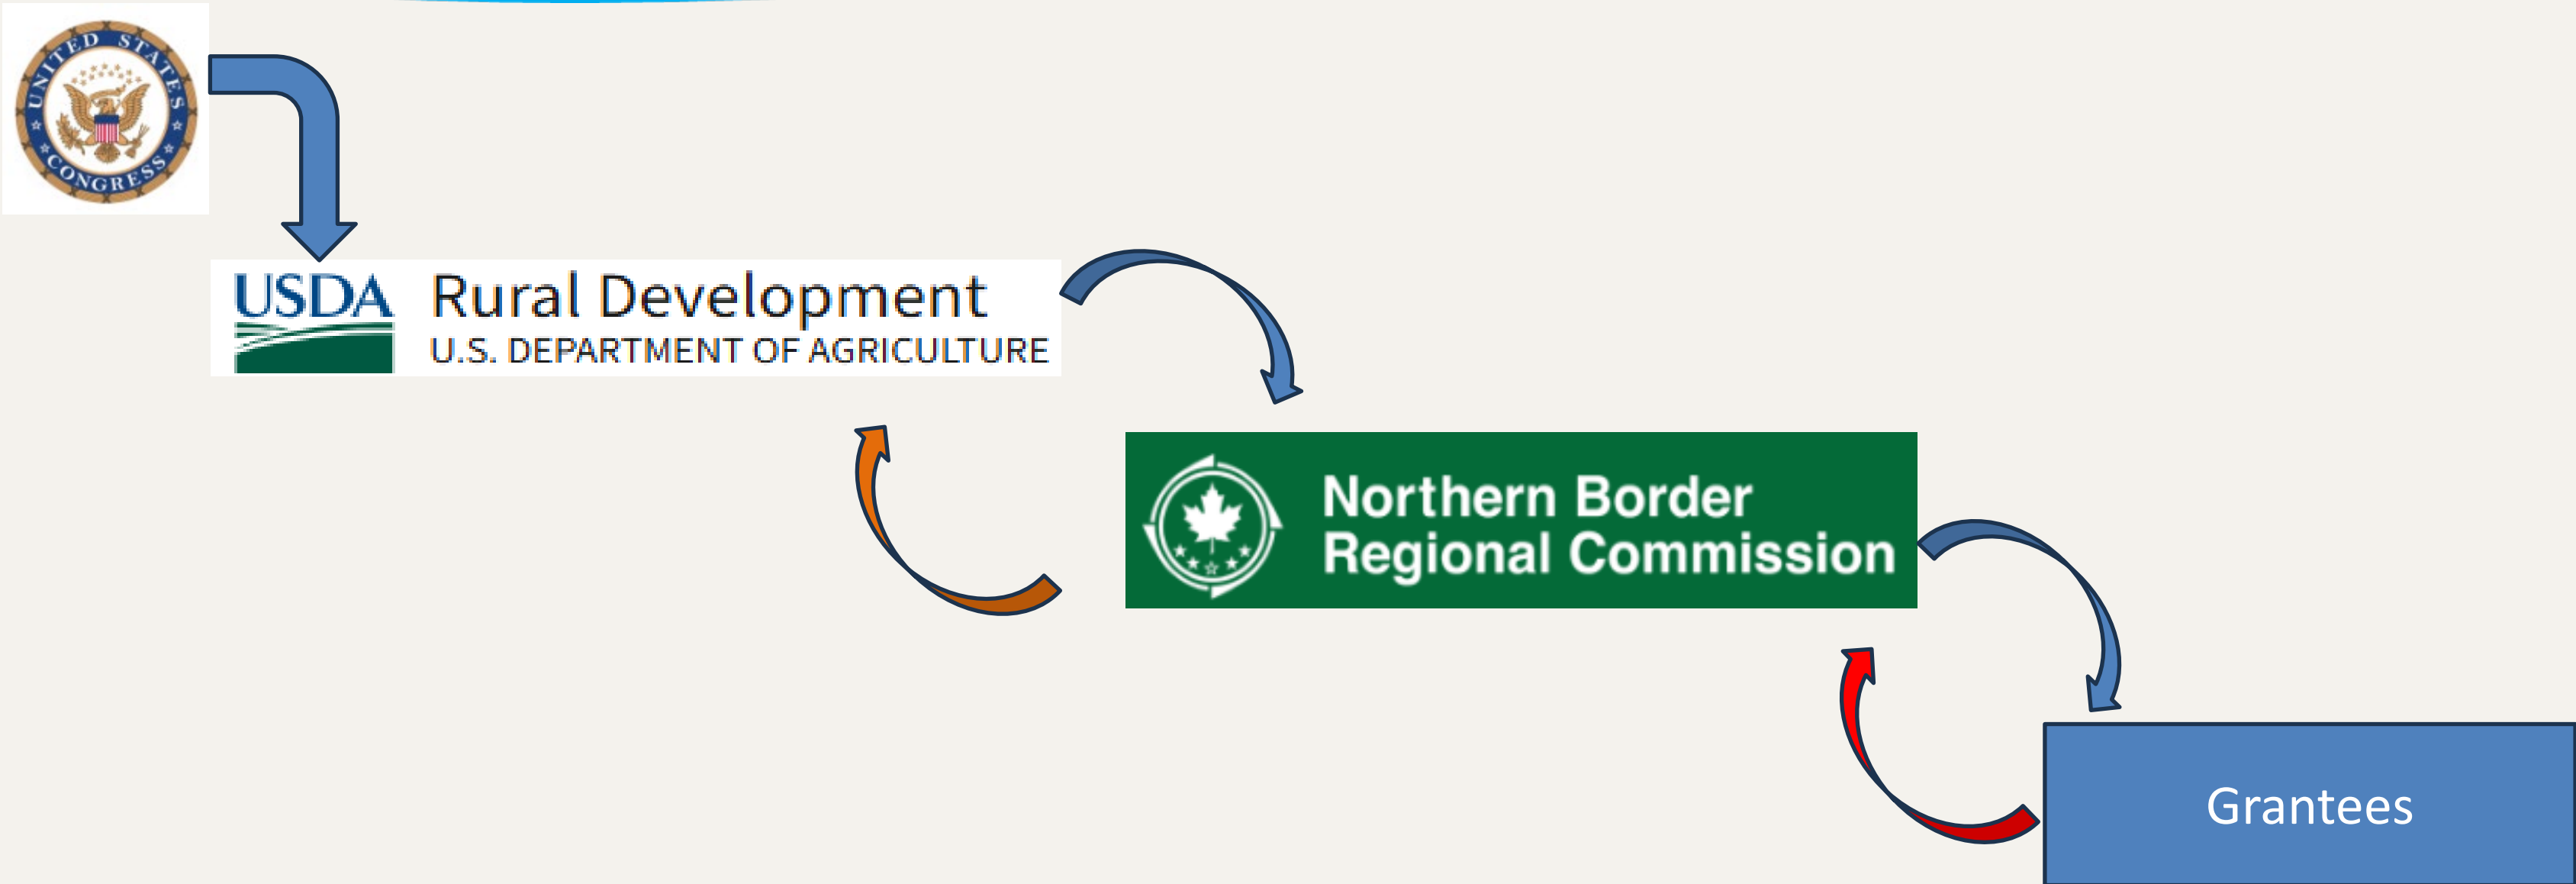 UNITED STATES
CONGRESS
USDA Rural Development
U.S. DEPARTMENT OF AGRICULTURE
Northern Border
Regional Commission
Grantees